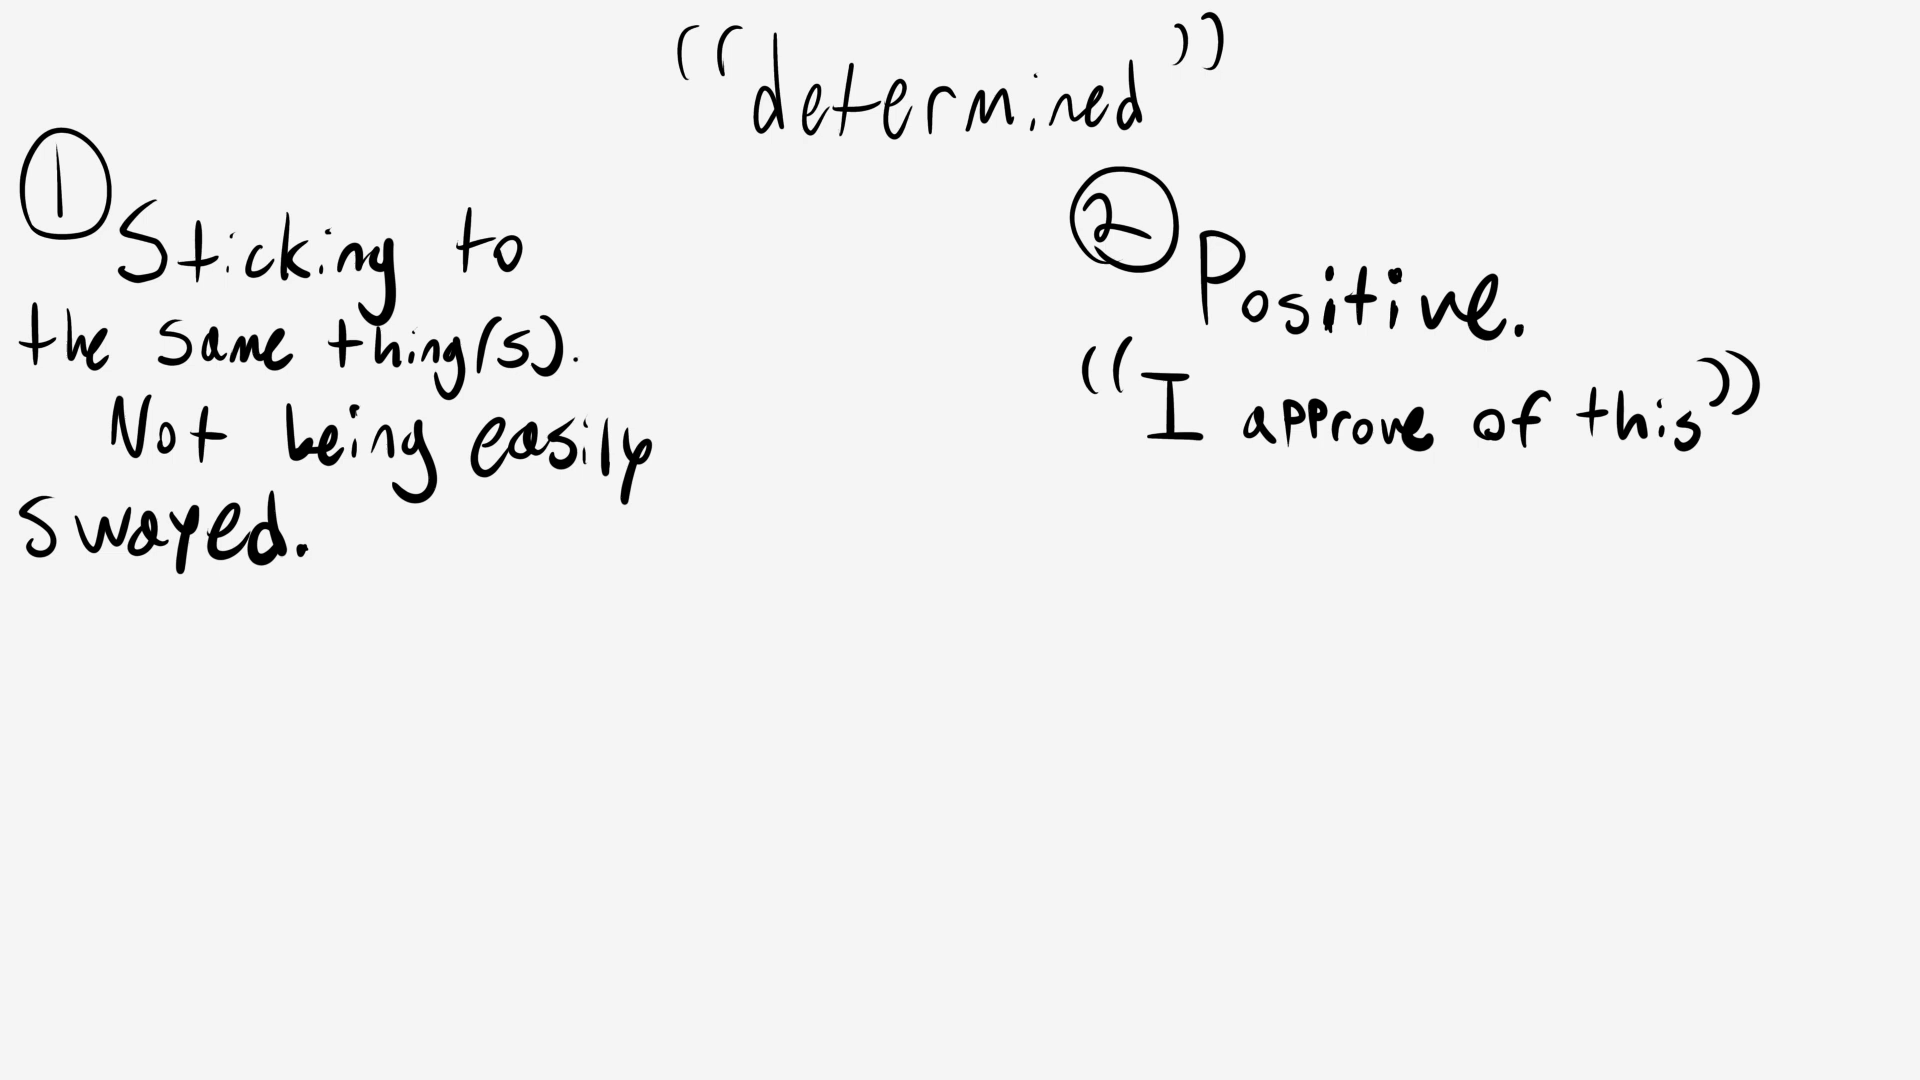 "determined"
①
Sticking to
the same thing(s).
Not being easily
swayed.
②
Positive.
"I approve of this"